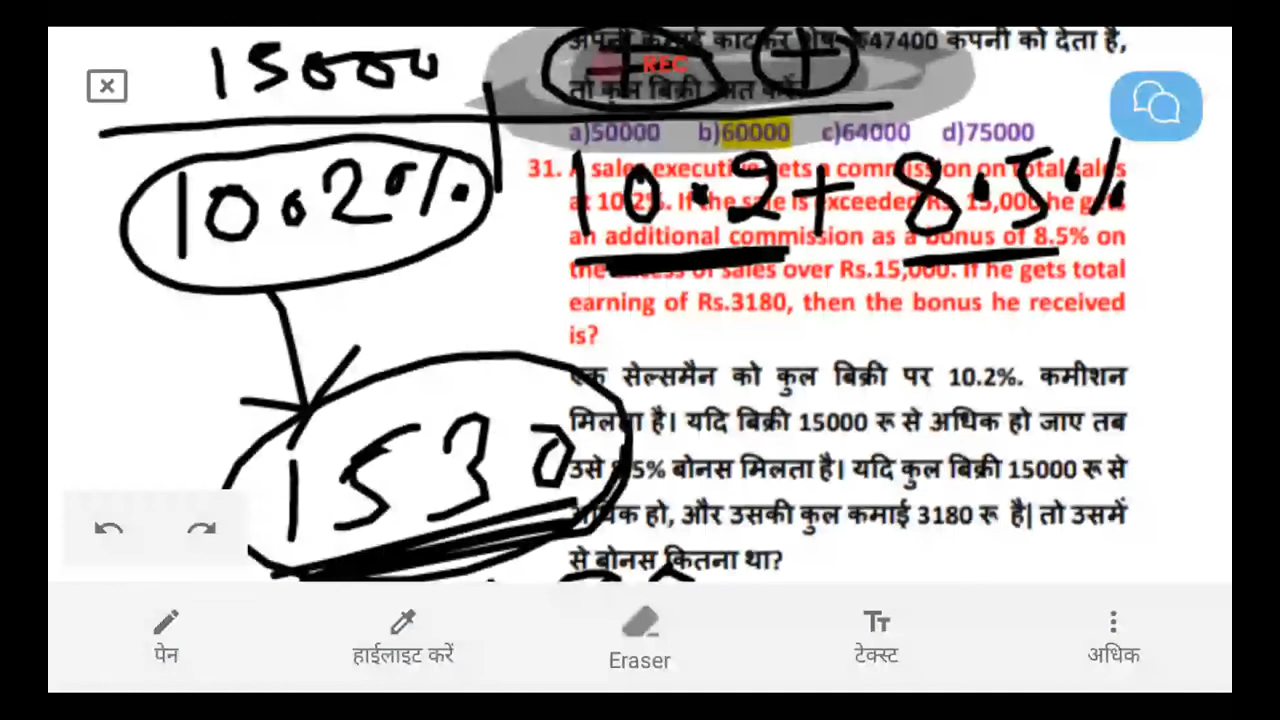 अपनी कमाई काटकर शेष 47400 कंपनी को देता है,
15000
REC
तो कुल बिक्री करें
a)50000 b)60000 c)64000 d)75000
10.2%
10.2+8.5%
31. A sales executive gets a commission on total sales
at 10.2%. If the sale is exceeded Rs. 15,000 he gets
an additional commission as a bonus of 8.5% on
the excess of sales over Rs.15,000. If he gets total
earning of Rs.3180, then the bonus he received
is?
एक सेल्समैन को कुल बिक्री पर 10.2%. कमीशन
मिलता है। यदि बिक्री 15000 रू से अधिक हो जाए तब
उसे 8.5% बोनस मिलता है। यदि कुल बिक्री 15000 रू से
अधिक हो, और उसकी कुल कमाई 3180 रू है| तो उसमें
से बोनस कितना था?
1530
पेन
हाईलाइट करें
Eraser
टेक्स्ट
अधिक